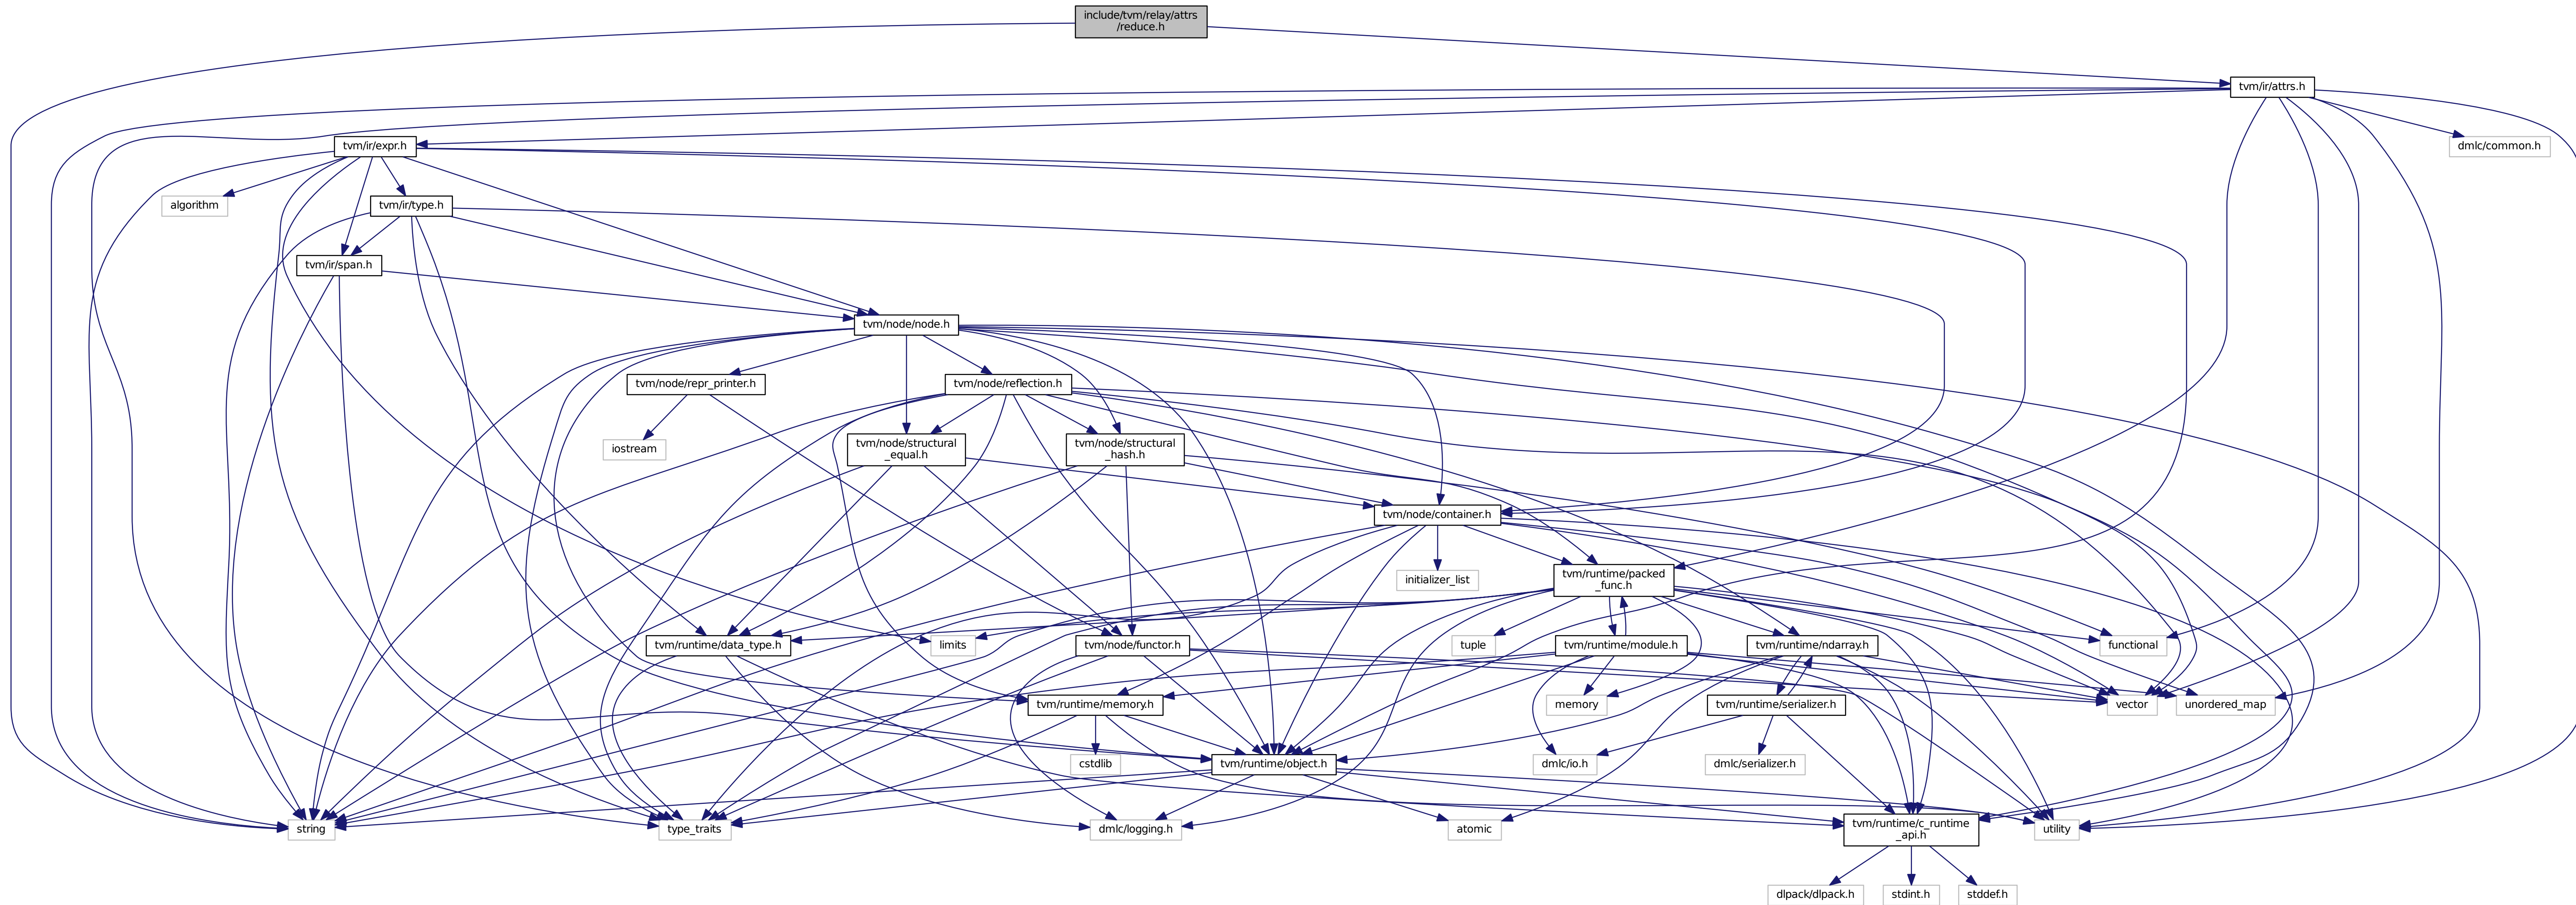 include/tvm/relay/attrs
/reduce.h
tvm/ir/attrs.h
tvm/ir/expr.h
dmlc/common.h
algorithm
tvm/ir/type.h
tvm/ir/span.h
tvm/node/node.h
tvm/node/repr_printer.h
tvm/node/reflection.h
iostream
tvm/node/structural
_equal.h
tvm/node/structural
_hash.h
tvm/node/container.h
initializer_list
tvm/runtime/packed
_func.h
tvm/runtime/data_type.h
limits
tvm/node/functor.h
tuple
tvm/runtime/module.h
tvm/runtime/ndarray.h
functional
tvm/runtime/memory.h
memory
tvm/runtime/serializer.h
vector
unordered_map
cstdlib
tvm/runtime/object.h
dmlc/io.h
dmlc/serializer.h
string
type_traits
dmlc/logging.h
atomic
tvm/runtime/c_runtime
_api.h
utility
dlpack/dlpack.h
stdint.h
stddef.h